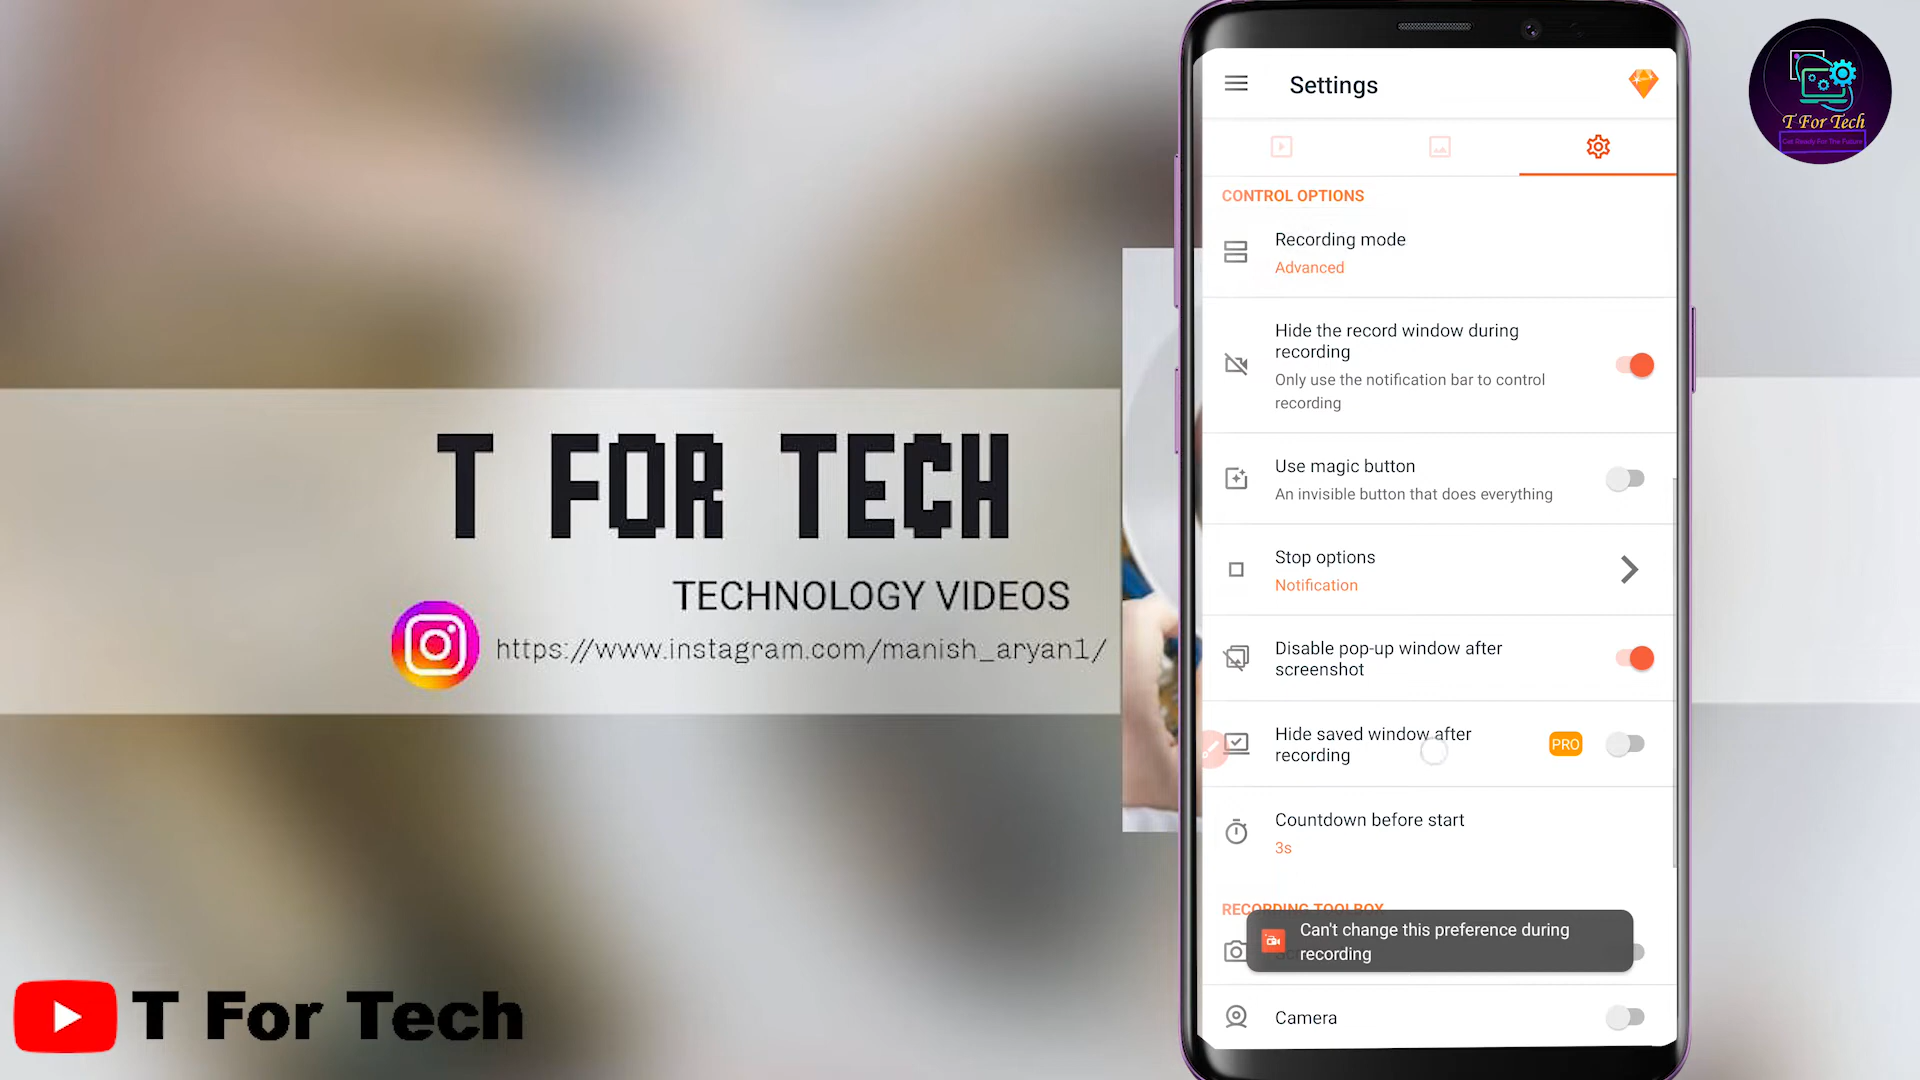 T FOR TECH
TECHNOLOGY VIDEOS
https://www.instagram.com/manish_aryan1/
T For Tech
Settings
CONTROL OPTIONS
Recording mode
Advanced
Hide the record window during
recording
Only use the notification bar to control
recording
Use magic button
An invisible button that does everything
Stop options
Notification
Disable pop-up window after
screenshot
Hide saved window after
recording
PRO
Countdown before start
3s
RECORDING TOOLBOX
Can't change this preference during
recording
Camera
T For Tech
Get Ready For The Future